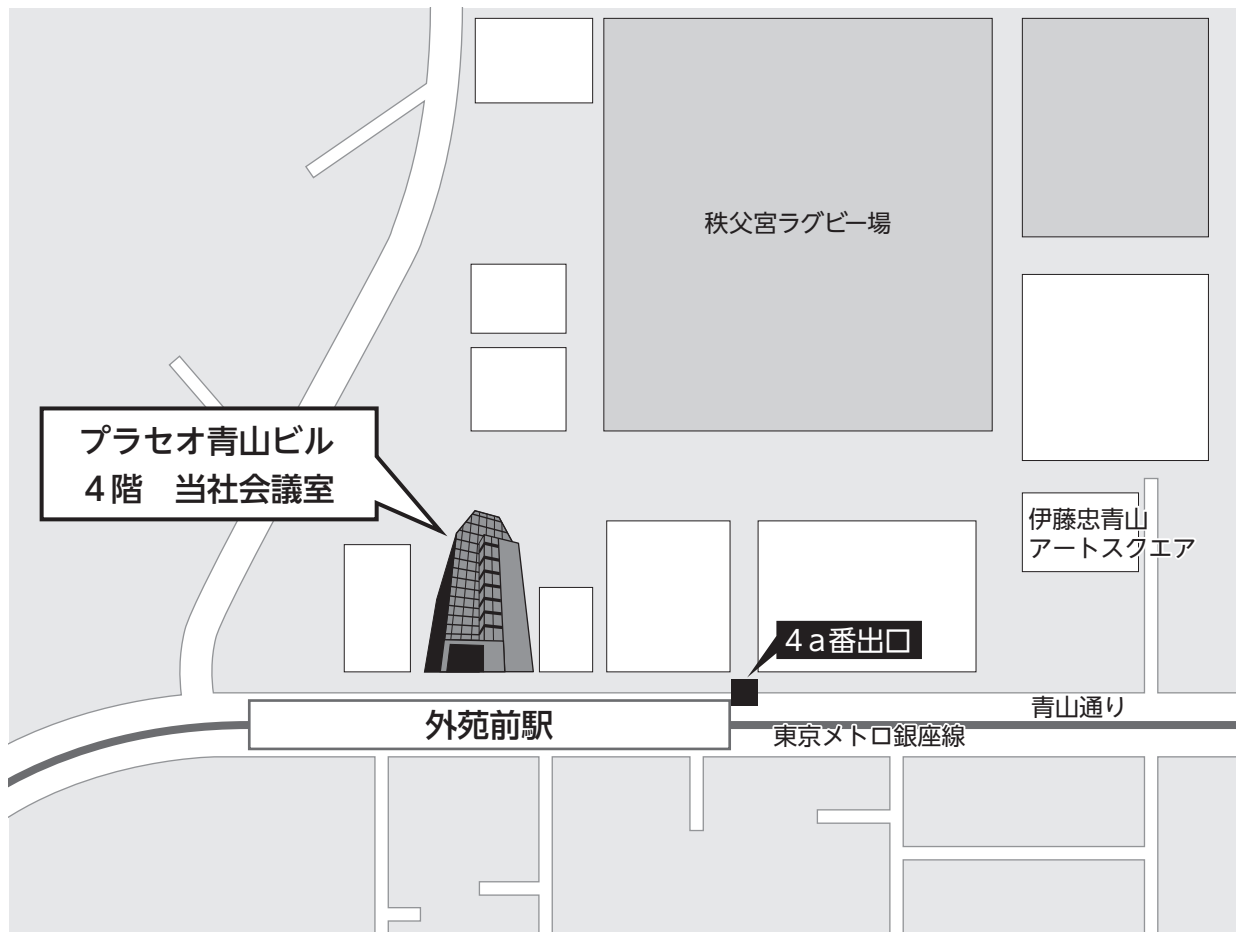 秩父宮ラグビー場
プラセオ青山ビル
４階　当社会議室
伊藤忠青山
アートスクエア
４a番出口
青山通り
外苑前駅
東京メトロ銀座線